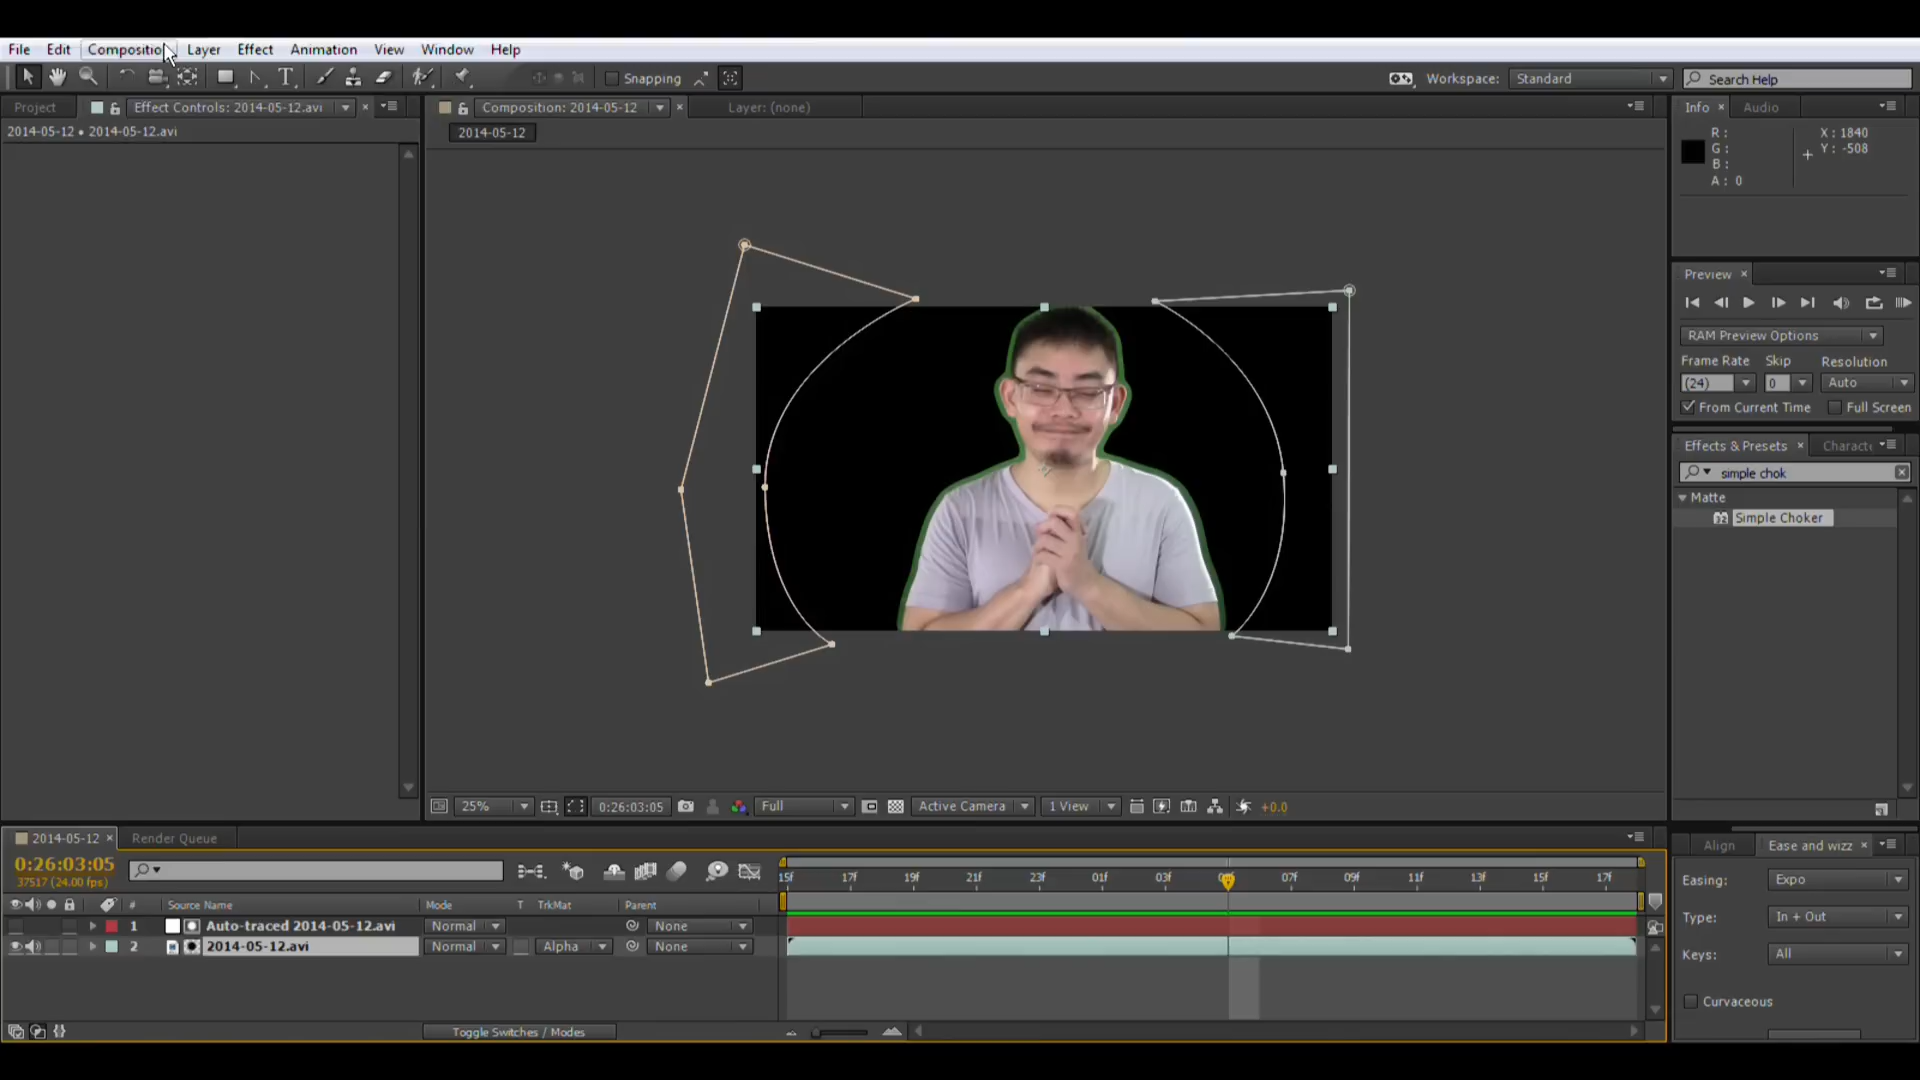 File Edit Composition Layer Effect Animation View Window Help
Snapping Workspace: Standard Search Help
Project Effect Controls: 2014-05-12.avi Composition: 2014-05-12 Layer: (none) Info Audio
2014-05-12 • 2014-05-12.avi 2014-05-12
R: X: 1840
G: Y: -508
B:
A: 0
Preview
RAM Preview Options
Frame Rate Skip Resolution
(24) 0 Auto
From Current Time Full Screen
Effects & Presets Characte
simple chok
Matte
32 Simple Choker
25% 0:26:03:05 Full Active Camera 1 View +0.0
2014-05-12 Render Queue
0:26:03:05
37517 (24.00 fps)
15f 17f 19f 21f 23f 01f 03f 07f 09f 11f 13f 15f 17f
# Source Name Mode T TrkMat Parent
1 Auto-traced 2014-05-12.avi Normal None
2 2014-05-12.avi Normal Alpha None
Toggle Switches / Modes
Align Ease and wizz
Easing: Expo
Type: In + Out
Keys: All
Curvaceous